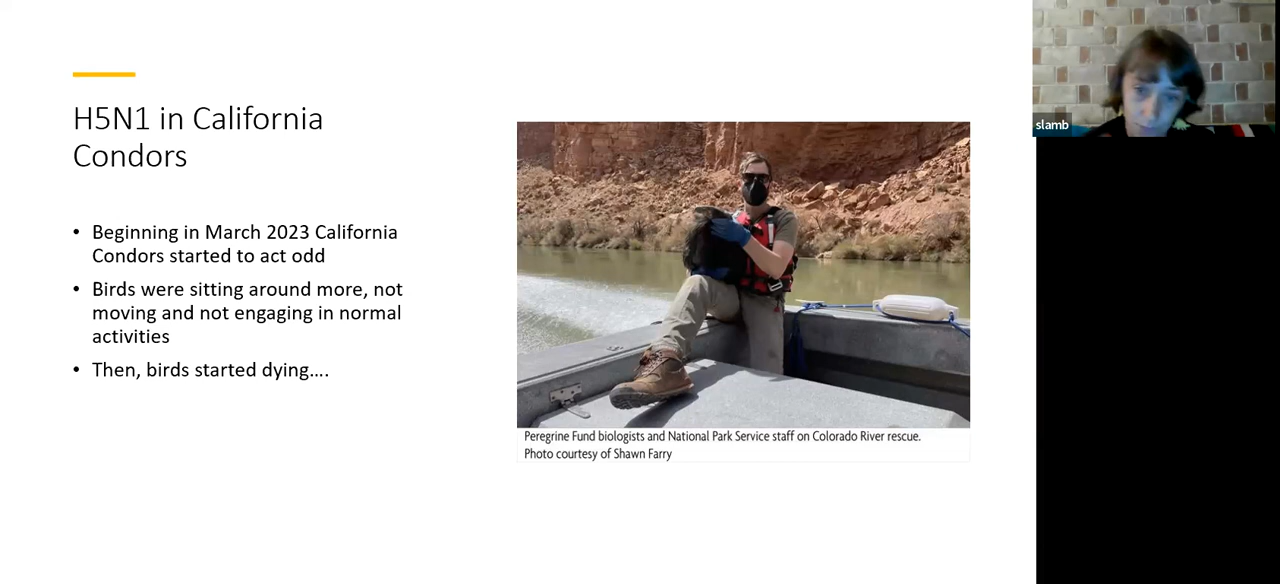 H5N1 in California
Condors
• Beginning in March 2023 California
Condors started to act odd
• Birds were sitting around more, not
moving and not engaging in normal
activities
• Then, birds started dying....
Peregrine Fund biologists and National Park Service staff on Colorado River rescue.
Photo courtesy of Shawn Farry
slamb